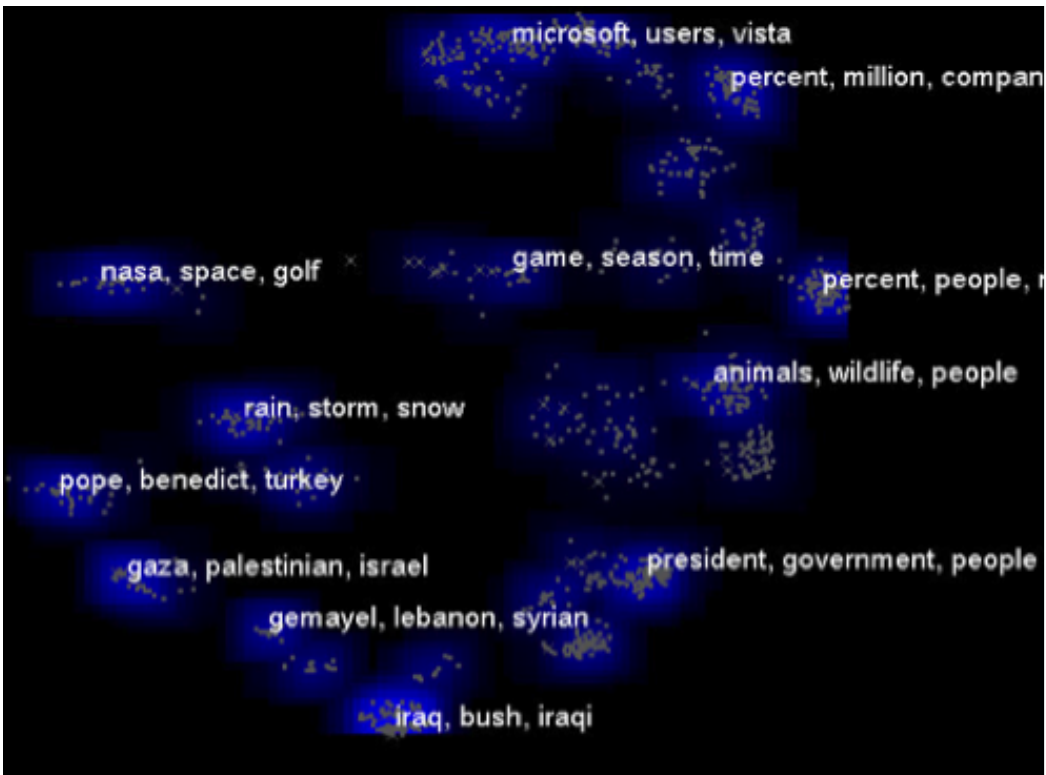 microsoft, users, vista
percent, million, compan
game, season, time
nasa, space, golf
percent, people, r
animals, wildlife, people
rain, storm, snow
pope, benedict, turkey
president, government, people
gaza, palestinian, israel
gemayel, lebanon, syrian
iraq, bush, iraqi